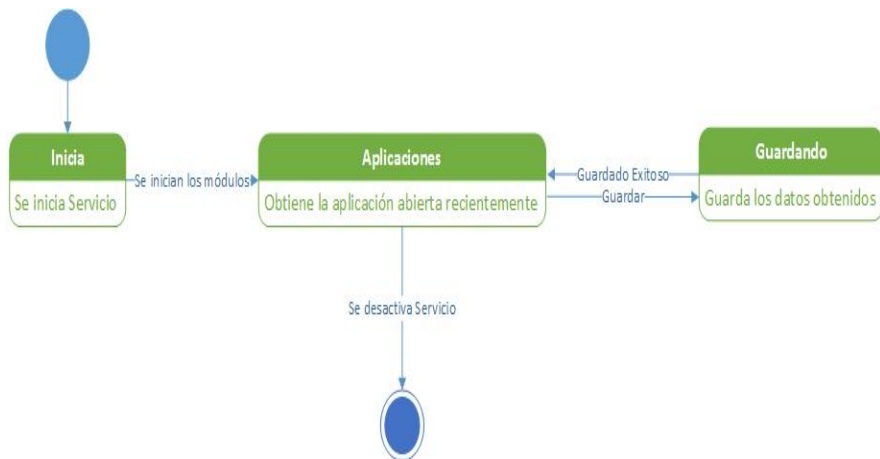 Inicia
Se inicia Servicio
Se inician los módulos
Aplicaciones
Obtiene la aplicación abierta recientemente
Guardado Exitoso
Guardar
Guardando
Guarda los datos obtenidos
Se desactiva Servicio